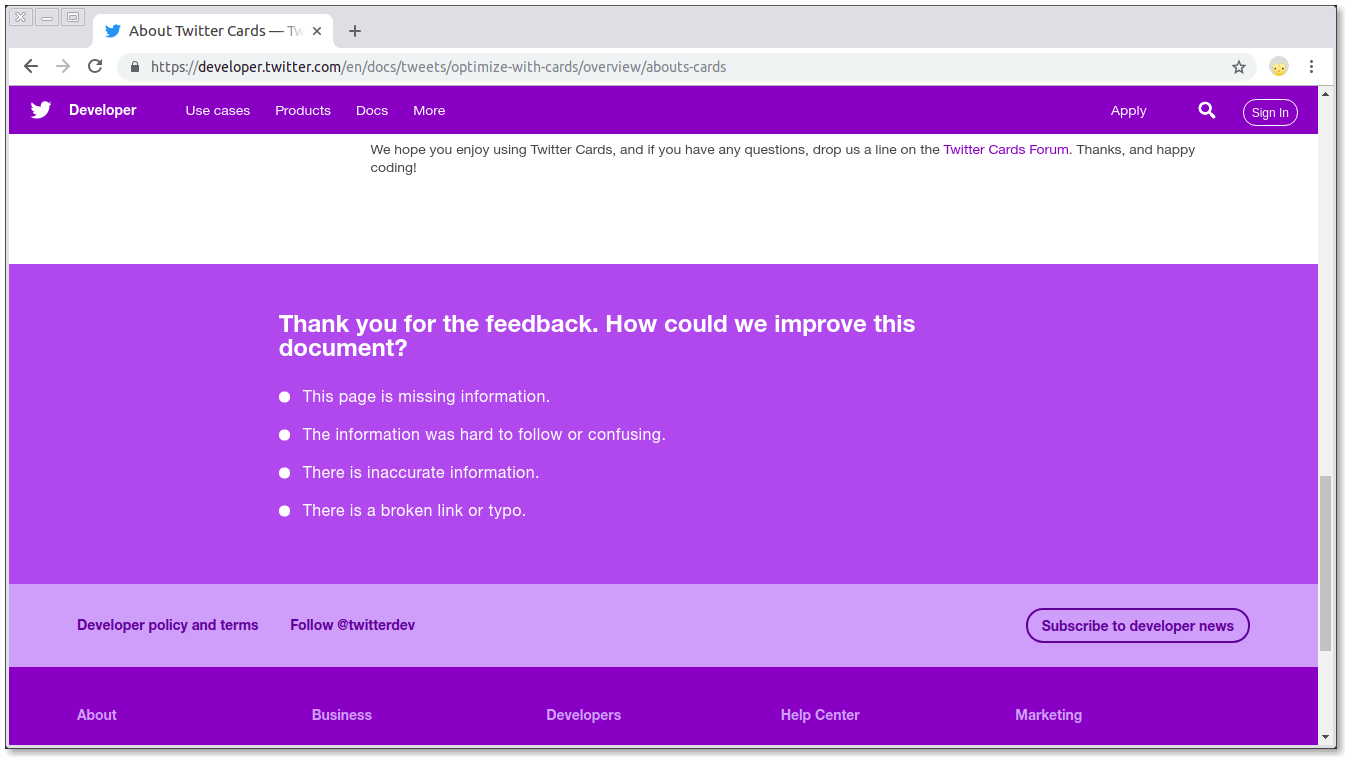 About Twitter Cards — Tw
https://developer.twitter.com/en/docs/tweets/optimize-with-cards/overview/abouts-cards
Developer Use cases Products Docs More Apply Sign In
We hope you enjoy using Twitter Cards, and if you have any questions, drop us a line on the Twitter Cards Forum. Thanks, and happy
coding!
Thank you for the feedback. How could we improve this
document?
This page is missing information.
The information was hard to follow or confusing.
There is inaccurate information.
There is a broken link or typo.
Developer policy and terms Follow @twitterdev Subscribe to developer news
About Business Developers Help Center Marketing